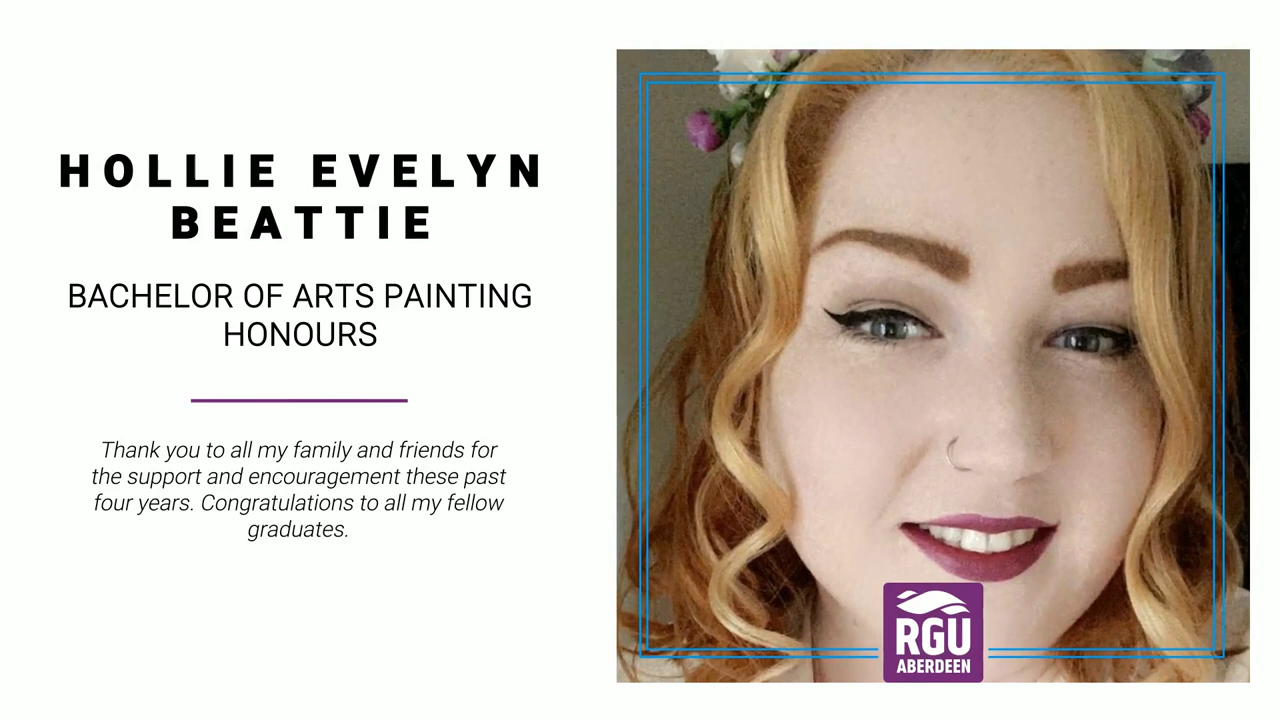 HOLLIE EVELYN
BEATTIE
BACHELOR OF ARTS PAINTING
HONOURS
Thank you to all my family and friends for
the support and encouragement these past
four years. Congratulations to all my fellow
graduates.
RGU
ABERDEEN